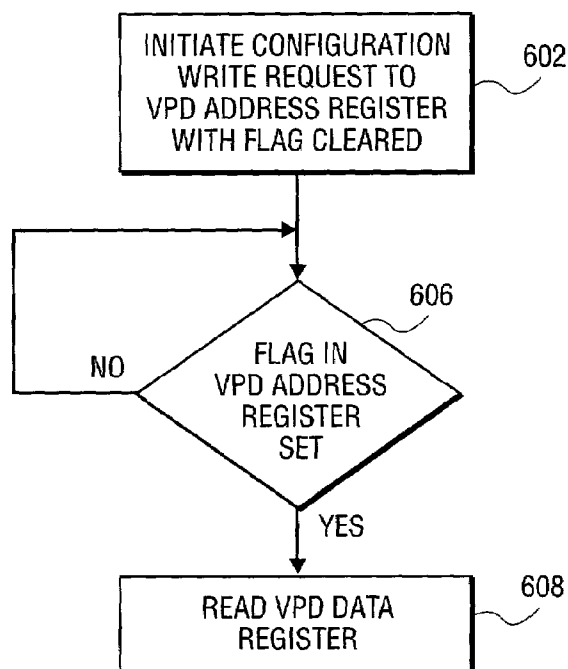 INITIATE CONFIGURATION
WRITE REQUEST TO
VPD ADDRESS REGISTER
WITH FLAG CLEARED
602
606
FLAG IN
VPD ADDRESS
REGISTER
SET
NO
YES
READ VPD DATA
REGISTER
608